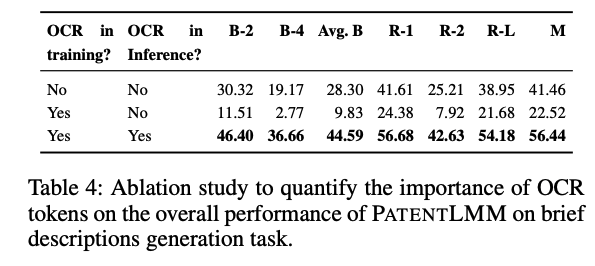 OCR in OCR in B-2 B-4 Avg. B R-1 R-2 R-L M
training? Inference?
No No 30.32 19.17 28.30 41.61 25.21 38.95 41.46
Yes No 11.51 2.77 9.83 24.38 7.92 21.68 22.52
Yes Yes 46.40 36.66 44.59 56.68 42.63 54.18 56.44
Table 4: Ablation study to quantify the importance of OCR
tokens on the overall performance of PATENTLMM on brief
descriptions generation task.